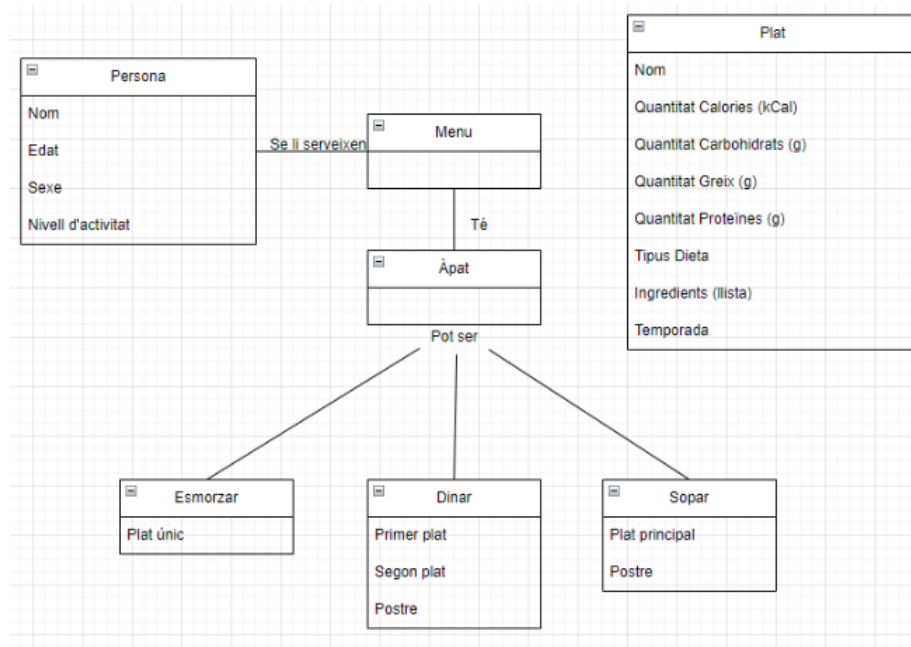 Persona
Nom
Edat
Sexe
Nivell d'activitat
Se li serveixen
Menu
Té
Àpat
Pot ser
Plat
Nom
Quantitat Calories (kCal)
Quantitat Carbohidrats (g)
Quantitat Greix (g)
Quantitat Proteïnes (g)
Tipus Dieta
Ingredients (llista)
Temporada
Esmorzar
Plat únic
Dinar
Primer plat
Segon plat
Postre
Sopar
Plat principal
Postre